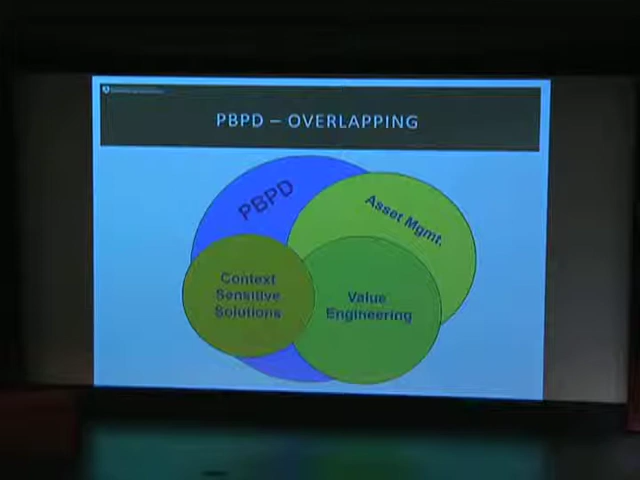 PBPD – OVERLAPPING
PBPD
Asset Mgmt.
Context
Sensitive
Solutions
Value
Engineering